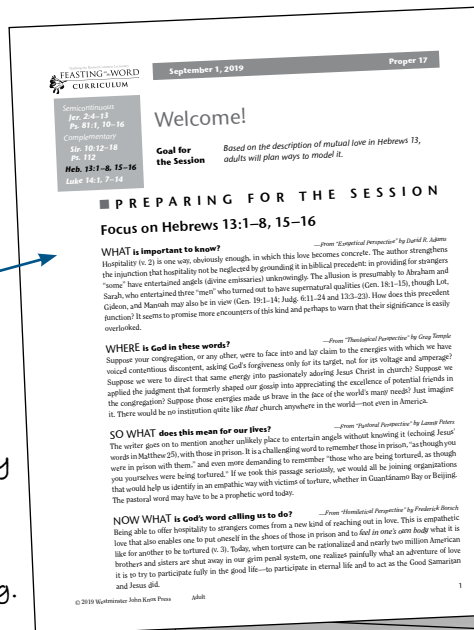 FEASTING on the WORD
CURRICULUM
September 1, 2019
Proper 17
Semicontinuous
Jer. 2:4–13
Ps. 81:1, 10–16
Complementary
Sir. 10:12–18
Ps. 112
Heb. 13:1–8, 15–16
Luke 14:1, 7–14
Welcome!
Goal for
the Session
Based on the description of mutual love in Hebrews 13,
adults will plan ways to model it.
■ PREPARING FOR THE SESSION
Focus on Hebrews 13:1–8, 15–16
WHAT is important to know?
—From "Exegetical Perspective" by David R. Adams
Hospitality (v. 2) is one way, obviously enough, in which this love becomes concrete. The author strengthens
the injunction that hospitality not be neglected by grounding it in biblical precedent: in providing for strangers
"some" have entertained angels (divine emissaries) unknowingly. The allusion is presumably to Abraham and
Sarah, who entertained three "men" who turned out to have supernatural qualities (Gen. 18:1–15), though Lot,
Gideon, and Manoah may also be in view (Gen. 19:1–14; Judg. 6:11–24 and 13:3–23). How does this precedent
function? It seems to promise more encounters of this kind and perhaps to warn that their significance is easily
overlooked.
WHERE is God in these words?
—From "Theological Perspective" by Gray Temple
Suppose your congregation, or any other, were to face into and lay claim to the energies with which we have
voiced contentious discontent, asking God's forgiveness only for its target, not for its voltage and amperage?
Suppose we were to direct that same energy into passionately adoring Jesus Christ in church? Suppose we
applied the judgment that formerly shaped our gossip into appreciating the excellence of potential friends in
the congregation? Suppose those energies made us brave in the face of the world's many needs? Just imagine
it. There would be no institution quite like that church anywhere in the world—not even in America.
SO WHAT does this mean for our lives?
—From "Pastoral Perspective" by Lanny Peters
The writer goes on to mention another unlikely place to entertain angels without knowing it (echoing Jesus'
words in Matthew 25), with those in prison. It is a challenging word to remember those in prison, "as though you
were in prison with them," and even more demanding to remember "those who are being tortured, as though
you yourselves were being tortured." If we took this passage seriously, we would all be joining organizations
that would help us identify in an empathic way with victims of torture, whether in Guantánamo Bay or Beijing.
The pastoral word may have to be a prophetic word today.
NOW WHAT is God's word calling us to do?
—From "Homiletical Perspective" by Frederick Borsch
Being able to offer hospitality to strangers comes from a new kind of reaching out in love. This is empathetic
love that also enables one to put oneself in the shoes of those in prison and to feel in one's own body what it is
like for another to be tortured (v. 3). Today, when torture can be rationalized and nearly two million American
brothers and sisters are shut away in our grim penal system, one realizes painfully what an adventure of love
it is to try to participate fully in the good life—to participate in eternal life and to act as the Good Samaritan
and Jesus did.
© 2019 Westminster John Knox Press
Adult
1